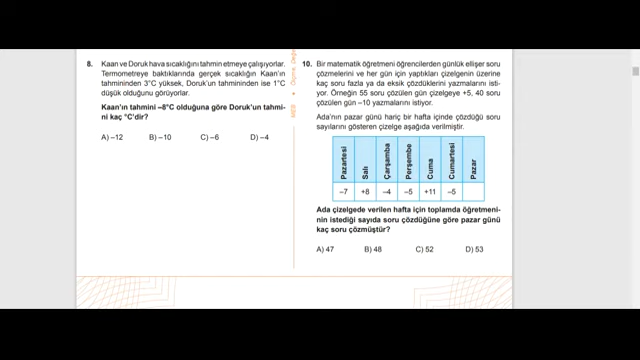 8. Kaan ve Doruk hava sıcaklığını tahmin etmeye çalışıyorlar.
Termometreye baktıklarında gerçek sıcaklığın Kaan'ın
tahmininden 3°C yüksek, Doruk'un tahmininden ise 1°C
düşük olduğunu görüyorlar.
Kaan'ın tahmini –8°C olduğuna göre Doruk'un tahmi-
ni kaç °C'dir?
A) –12 B) –10 C) –6 D) –4
MEB • Ölçme, Değe
10. Bir matematik öğretmeni öğrencilerden günlük ellişer soru
çözmelerini ve her gün için yaptıkları çizelgenin üzerine
kaç soru fazla ya da eksik çözdüklerini yazmalarını isti-
yor. Örneğin 55 soru çözülen gün çizelgeye +5, 40 soru
çözülen gün –10 yazmalarını istiyor.
Ada'nın pazar günü hariç bir hafta içinde çözdüğü soru
sayılarını gösteren çizelge aşağıda verilmiştir.
Pazartesi Salı Çarşamba Perşembe Cuma Cumartesi Pazar
–7 +8 –4 –5 +11 –5
Ada çizelgede verilen hafta için toplamda öğretmeni-
nin istediği sayıda soru çözdüğüne göre pazar günü
kaç soru çözmüştür?
A) 47 B) 48 C) 52 D) 53